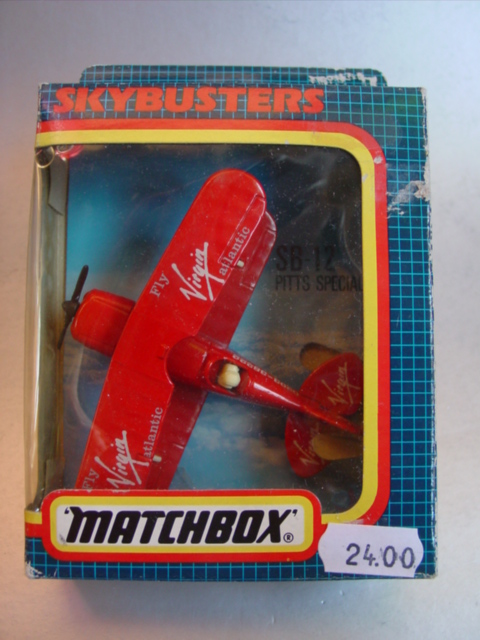 SKYBUSTERS
SB-12
PITTS SPECIAL
Fly
Virgin
atlantic
Fly
Virgin
atlantic
Virgin
'MATCHBOX'®
24.00